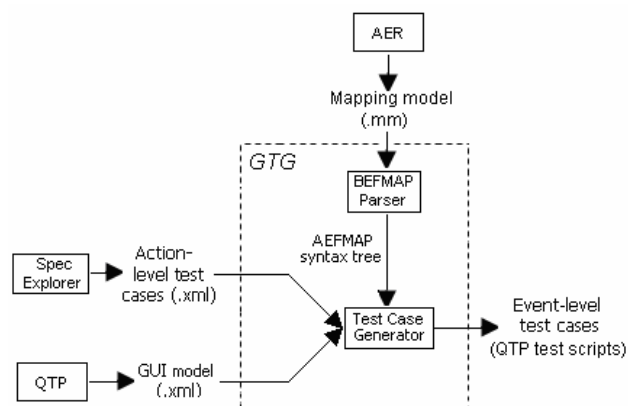 AER
Mapping model
(.mm)
GTG
BEFMAP
Parser
AEFMAP
syntax tree
Spec
Explorer
Action-
level test
cases (.xml)
Test Case
Generator
Event-level
test cases
(QTP test scripts)
QTP
GUI model
(.xml)